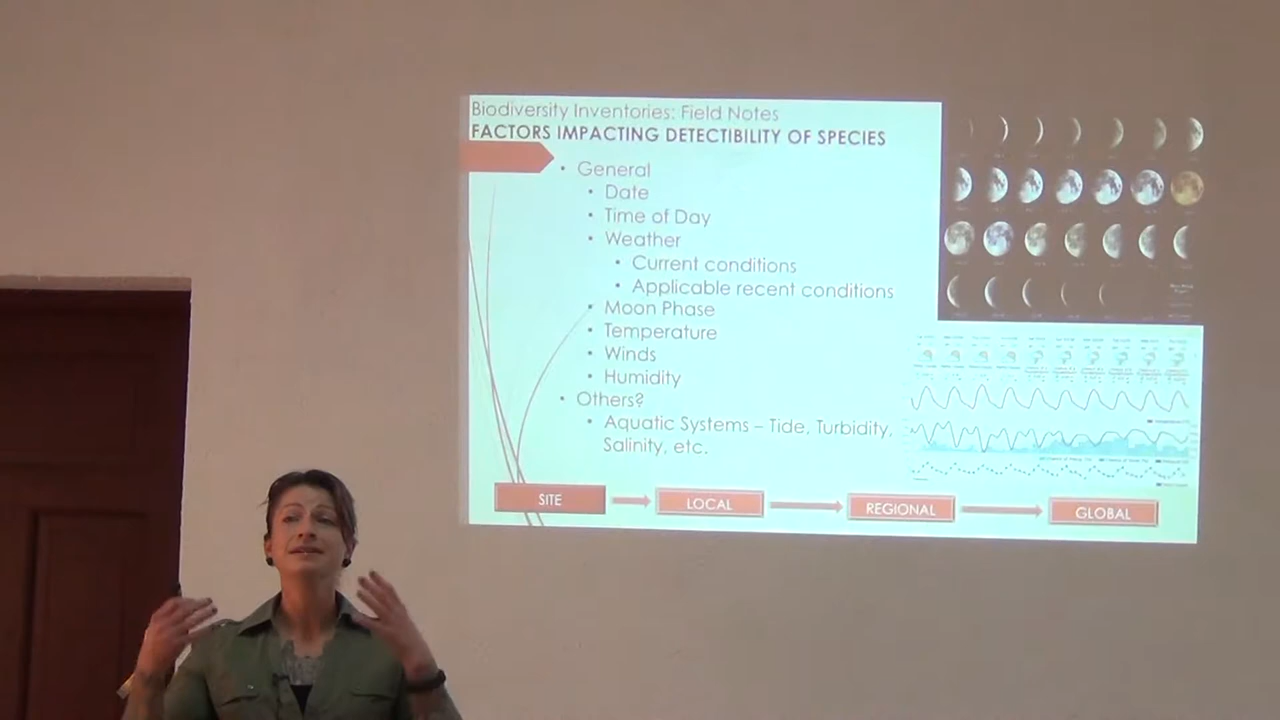 Biodiversity Inventories: Field Notes
FACTORS IMPACTING DETECTIBILITY OF SPECIES
• General
• Date
• Time of Day
• Weather
• Current conditions
• Applicable recent conditions
• Moon Phase
• Temperature
• Winds
• Humidity
• Others?
• Aquatic Systems – Tide, Turbidity,
Salinity, etc.
SITE
LOCAL
REGIONAL
GLOBAL